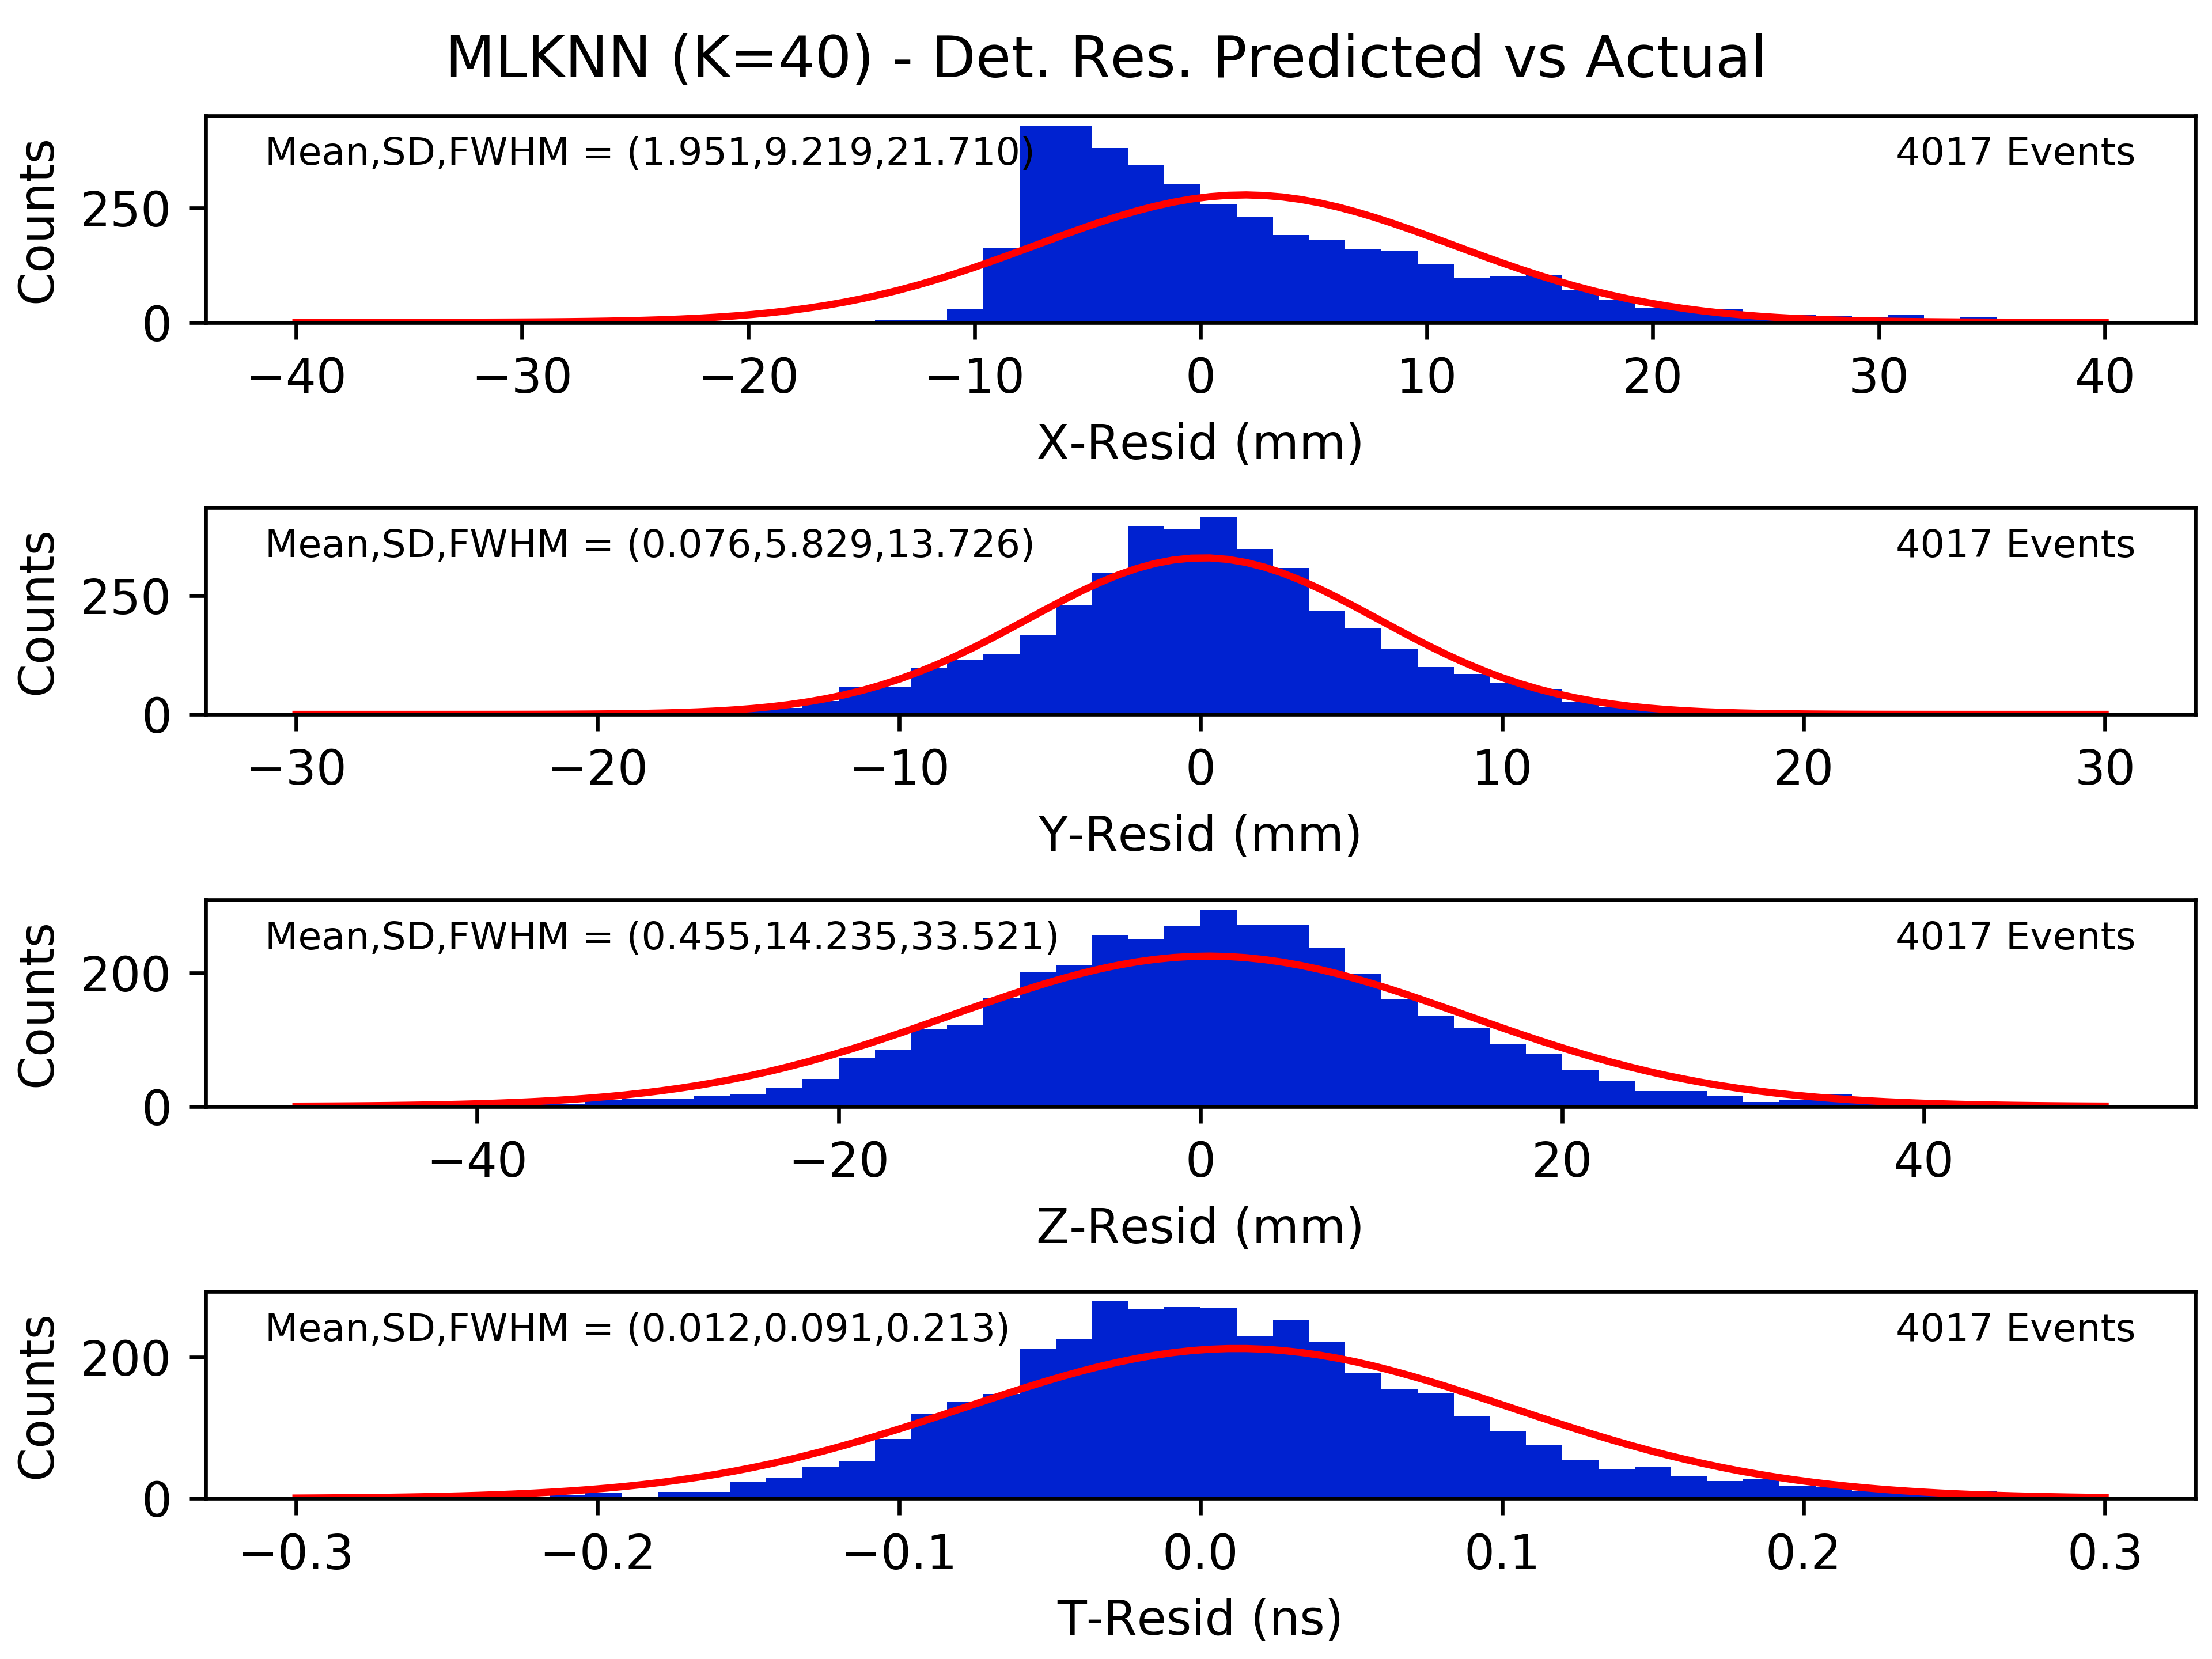 MLKNN (K=40) - Det. Res. Predicted vs Actual
Mean,SD,FWHM = (1.951,9.219,21.710)
4017 Events
Counts
250
0
−40 −30 −20 −10 0 10 20 30 40
X-Resid (mm)
Mean,SD,FWHM = (0.076,5.829,13.726)
4017 Events
Counts
250
0
−30 −20 −10 0 10 20 30
Y-Resid (mm)
Mean,SD,FWHM = (0.455,14.235,33.521)
4017 Events
Counts
200
0
−40 −20 0 20 40
Z-Resid (mm)
Mean,SD,FWHM = (0.012,0.091,0.213)
4017 Events
Counts
200
0
−0.3 −0.2 −0.1 0.0 0.1 0.2 0.3
T-Resid (ns)